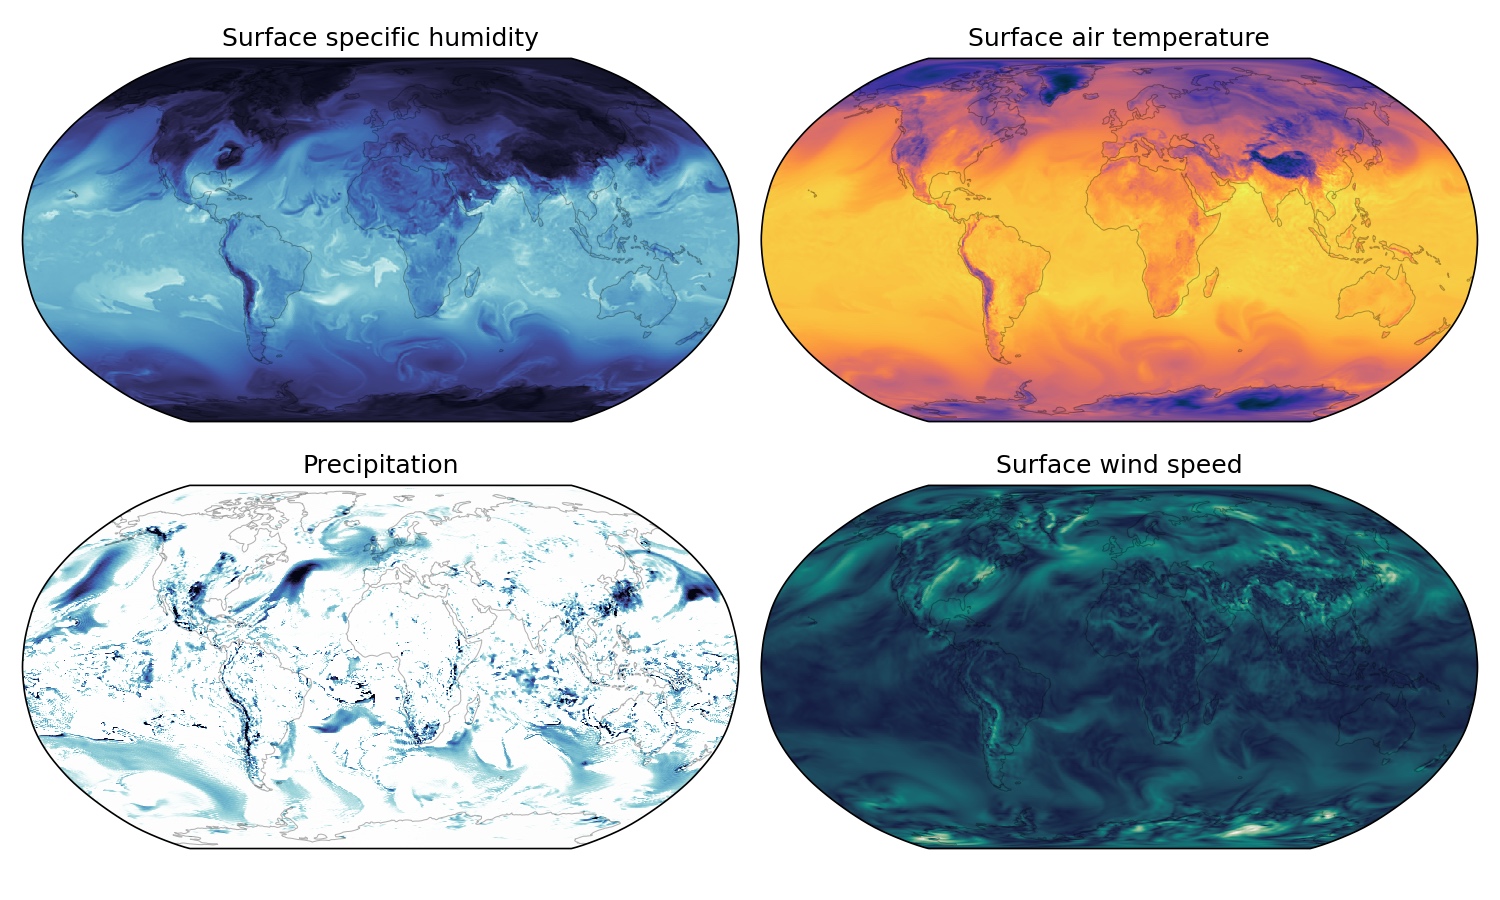 Surface specific humidity
Surface air temperature
Precipitation
Surface wind speed